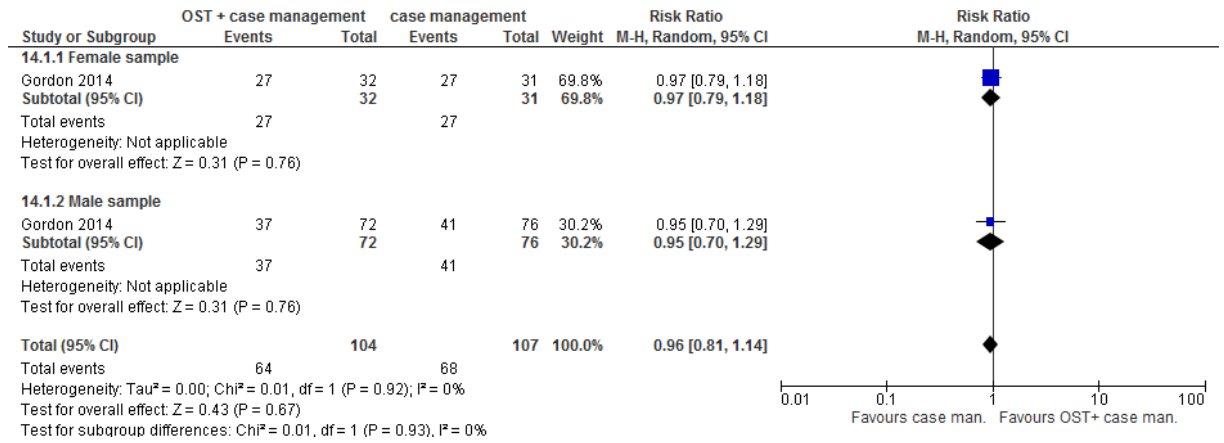 OST + case management case management Risk Ratio Risk Ratio
Study or Subgroup Events Total Events Total Weight M-H, Random, 95% CI M-H, Random, 95% CI
14.1.1 Female sample
Gordon 2014 27 32 27 31 69.8% 0.97 [0.79, 1.18]
Subtotal (95% CI) 32 31 69.8% 0.97 [0.79, 1.18]
Total events 27 27
Heterogeneity: Not applicable
Test for overall effect: Z = 0.31 (P = 0.76)
14.1.2 Male sample
Gordon 2014 37 72 41 76 30.2% 0.95 [0.70, 1.29]
Subtotal (95% CI) 72 76 30.2% 0.95 [0.70, 1.29]
Total events 37 41
Heterogeneity: Not applicable
Test for overall effect: Z = 0.31 (P = 0.76)
Total (95% CI) 104 107 100.0% 0.96 [0.81, 1.14]
Total events 64 68
Heterogeneity: Tau² = 0.00; Chi² = 0.01, df = 1 (P = 0.92); I² = 0%
Test for overall effect: Z = 0.43 (P = 0.67)
Test for subgroup differences: Chi² = 0.01, df = 1 (P = 0.93), I² = 0%
0.01 0.1 1 10 100
Favours case man. Favours OST+ case man.